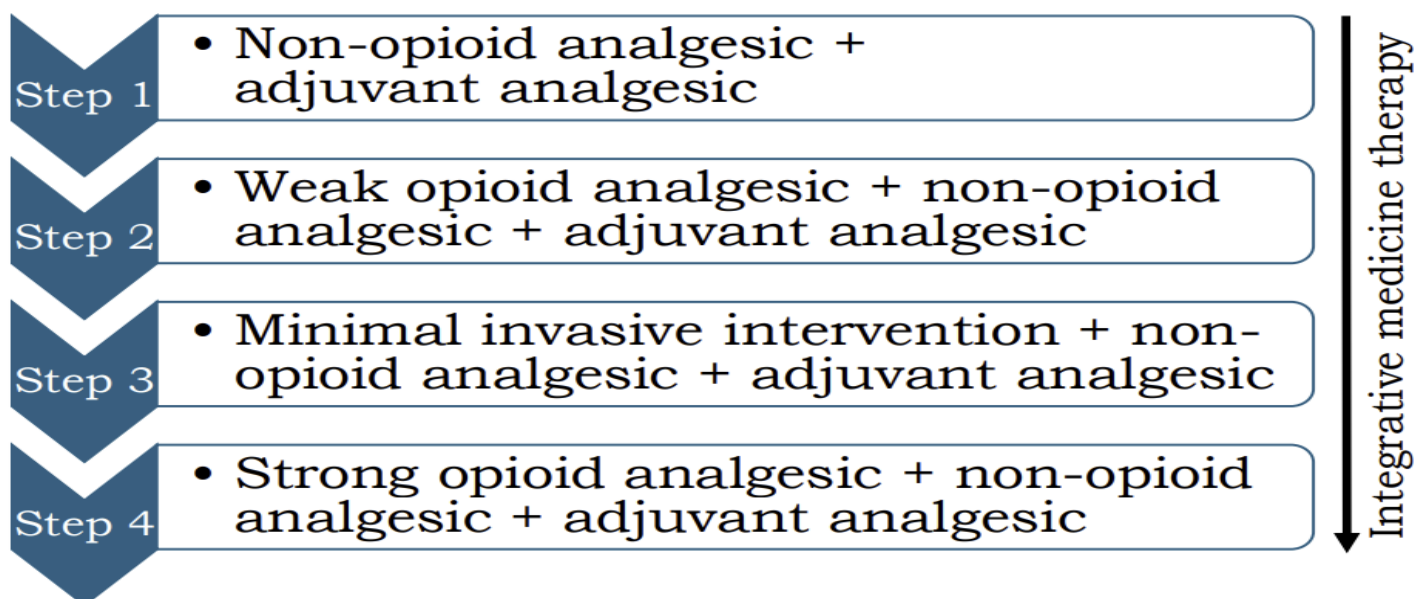 Step 1
• Non-opioid analgesic +
adjuvant analgesic
Step 2
• Weak opioid analgesic + non-opioid
analgesic + adjuvant analgesic
Step 3
• Minimal invasive intervention + non-
opioid analgesic + adjuvant analgesic
Step 4
• Strong opioid analgesic + non-opioid
analgesic + adjuvant analgesic
Integrative medicine therapy